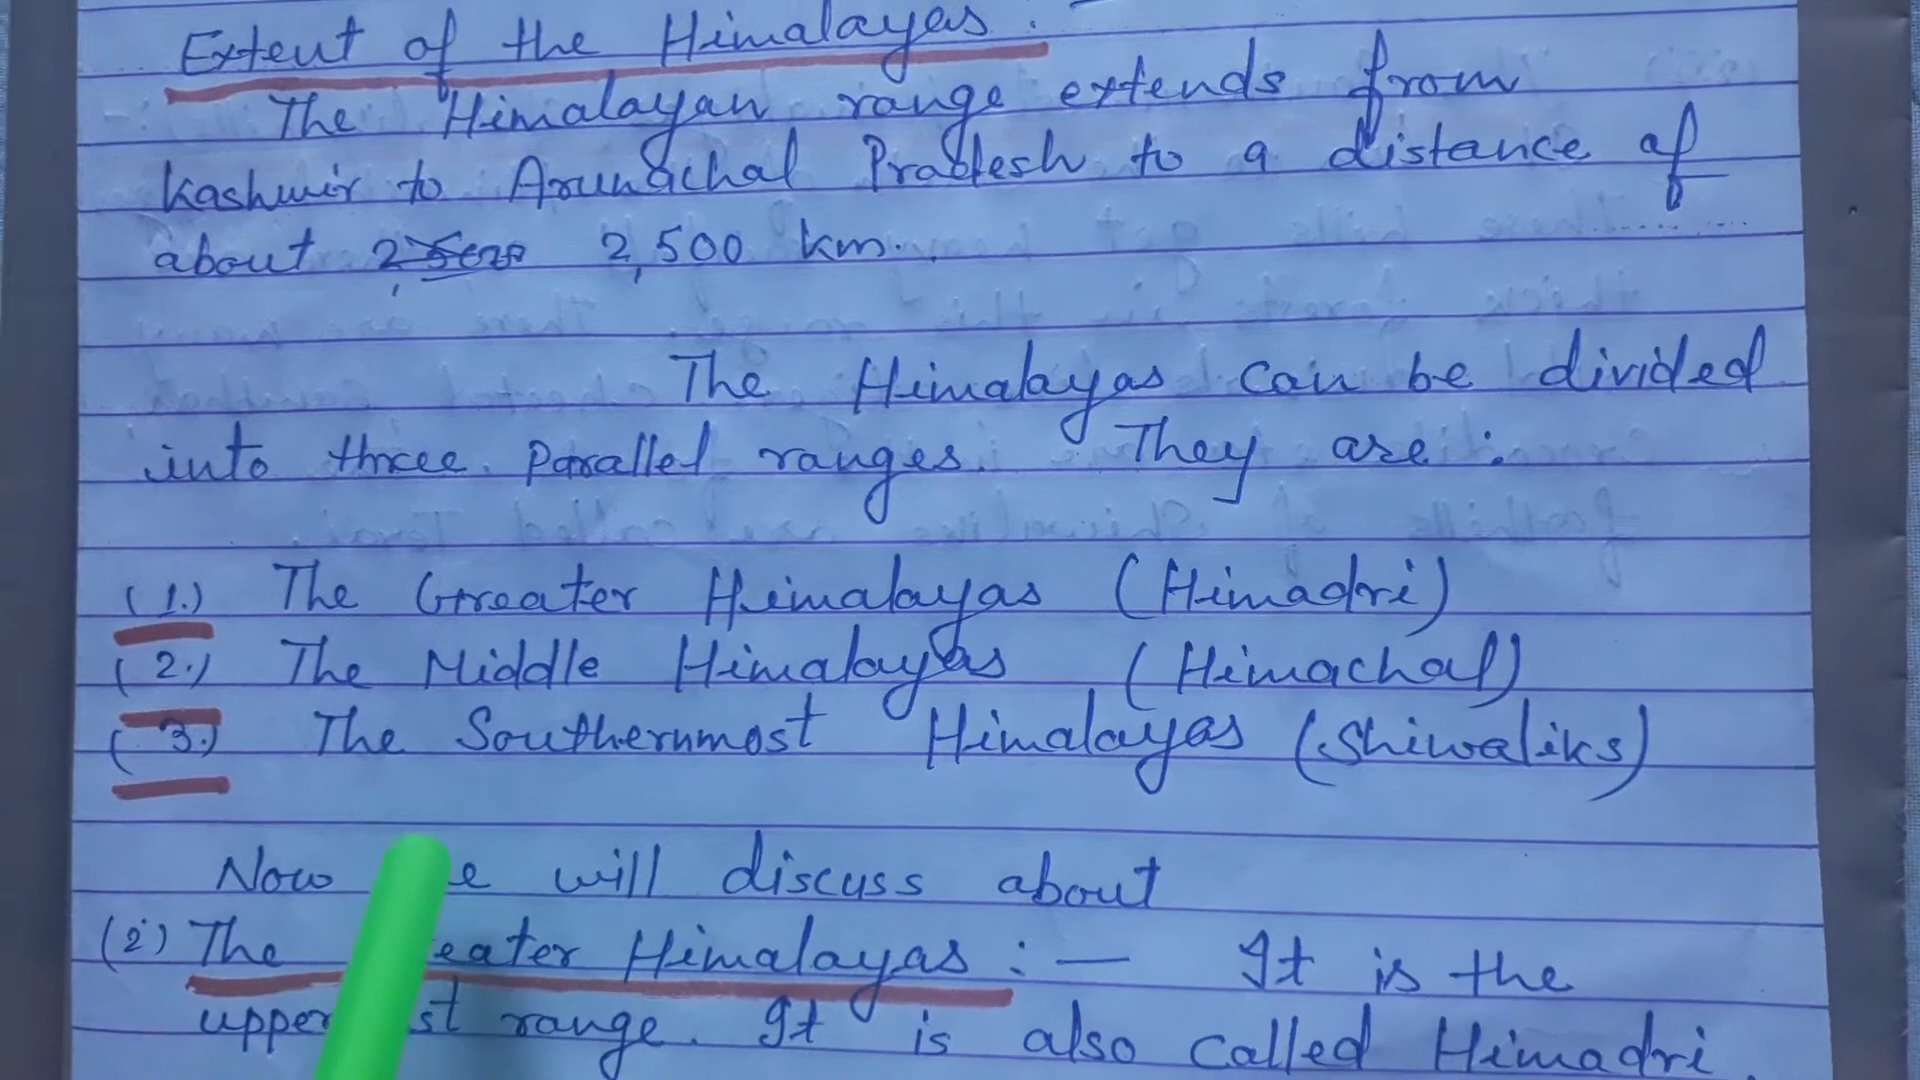 Extent of the Himalayas :
The Himalayan range extends from
Kashmir to Arunachal Pradesh to a distance of
about 2,500 km.
The Himalayas can be divided
into three Parallel ranges. They are :
(1.) The Greater Himalayas (Himadri)
(2.) The Middle Himalayas (Himachal)
(3.) The Southernmost Himalayas (Shiwaliks)
Now will discuss about
The Himalayas : — It is the
range. It is also called Himadri.